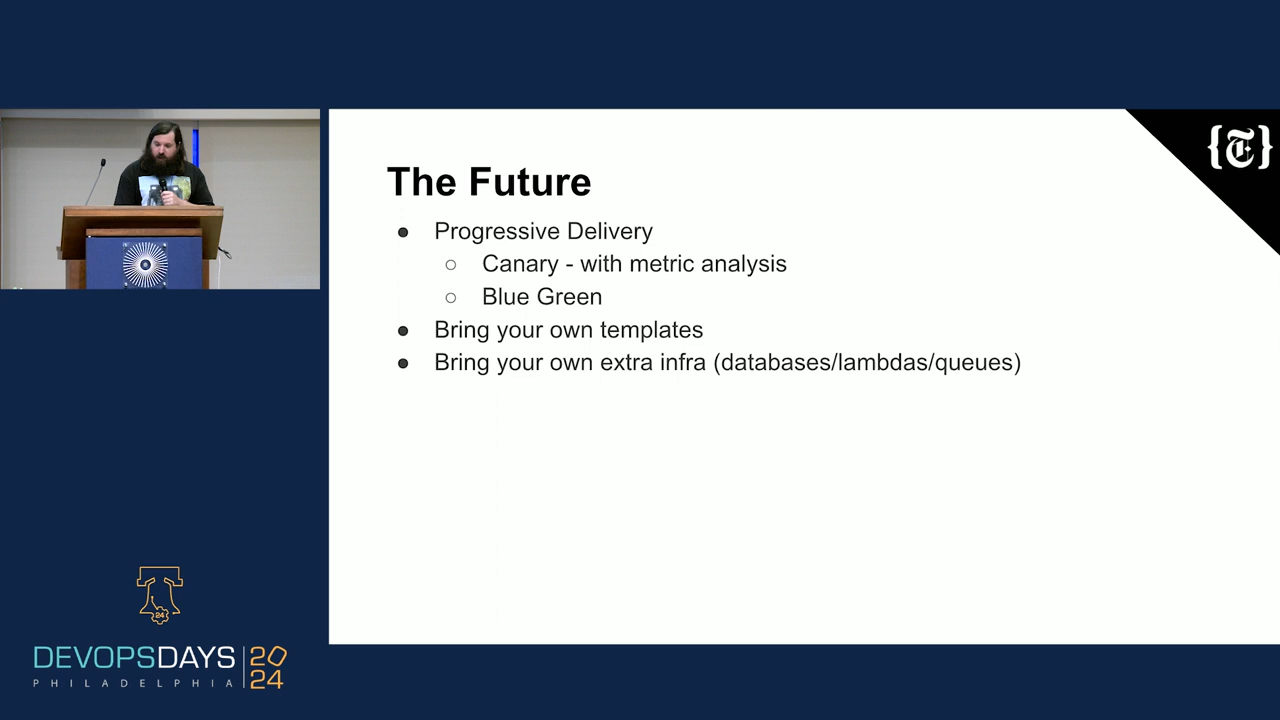 {T}
The Future
● Progressive Delivery
○ Canary - with metric analysis
○ Blue Green
● Bring your own templates
● Bring your own extra infra (databases/lambdas/queues)
24
DEVOPSDAYS 2024
PHILADELPHIA